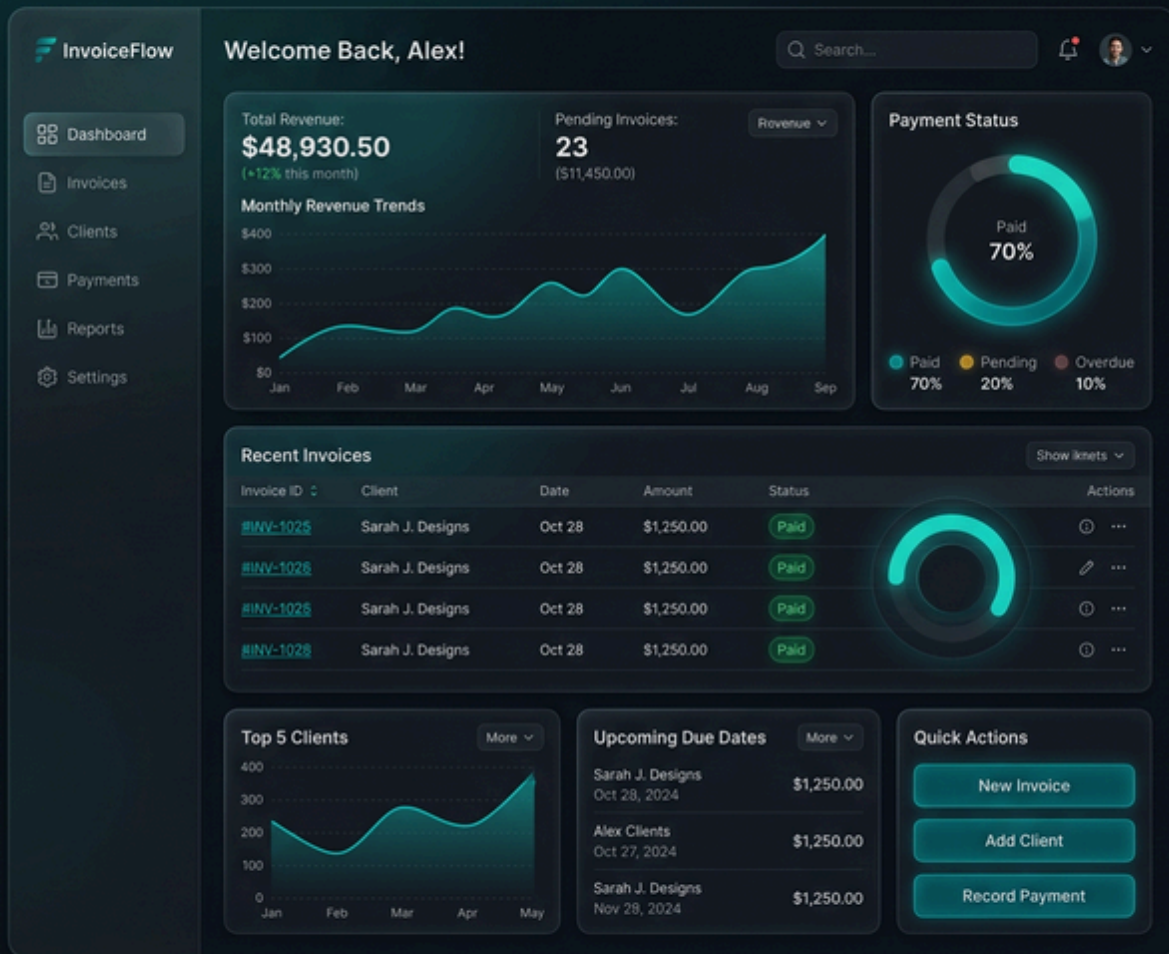 InvoiceFlow
Welcome Back, Alex!
Search...
Dashboard
Invoices
Clients
Payments
Reports
Settings
Total Revenue:
$48,930.50
(+12% this month)
Pending Invoices:
23
($11,450.00)
Rovenue
Monthly Revenue Trends
$400
$300
$200
$100
$0
Jan Feb Mar Apr May Jun Jul Aug Sep
Payment Status
Paid
70%
Paid Pending Overdue
70% 20% 10%
Recent Invoices
Show iknets
Invoice ID Client Date Amount Status Actions
#INV-1025 Sarah J. Designs Oct 28 $1,250.00 Paid
#INV-1028 Sarah J. Designs Oct 28 $1,250.00 Paid
#INV-1028 Sarah J. Designs Oct 28 $1,250.00 Paid
#INV-1028 Sarah J. Designs Oct 28 $1,250.00 Paid
Top 5 Clients
More
400
300
200
100
0
Jan Feb Mar Apr May
Upcoming Due Dates
More
Sarah J. Designs
Oct 28, 2024
$1,250.00
Alex Clients
Oct 27, 2024
$1,250.00
Sarah J. Designs
Nov 28, 2024
$1,250.00
Quick Actions
New Invoice
Add Client
Record Payment